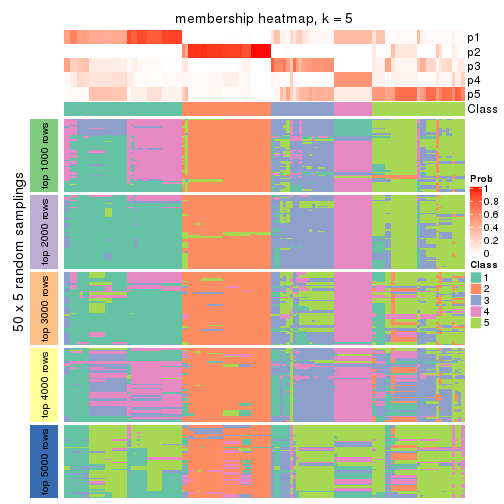 membership heatmap, k = 5
p1
p2
p3
p4
p5
Class
50 x 5 random samplings
top 1000 rows
top 2000 rows
top 3000 rows
top 4000 rows
top 5000 rows
Prob
1
0.8
0.6
0.4
0.2
0
Class
1
2
3
4
5